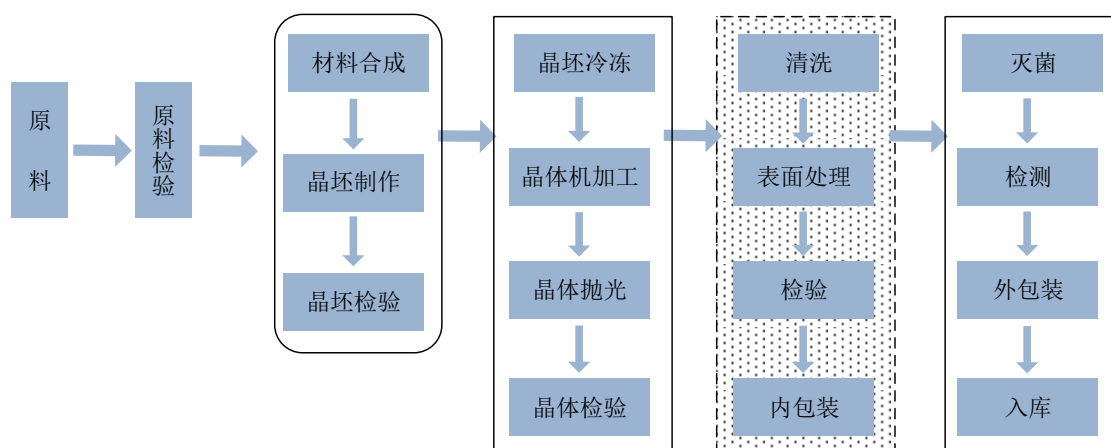 原
料
原
料
检
验
材料合成
晶坯制作
晶坯检验
晶坯冷冻
晶体机加工
晶体抛光
晶体检验
清洗
表面处理
检验
内包装
灭菌
检测
外包装
入库